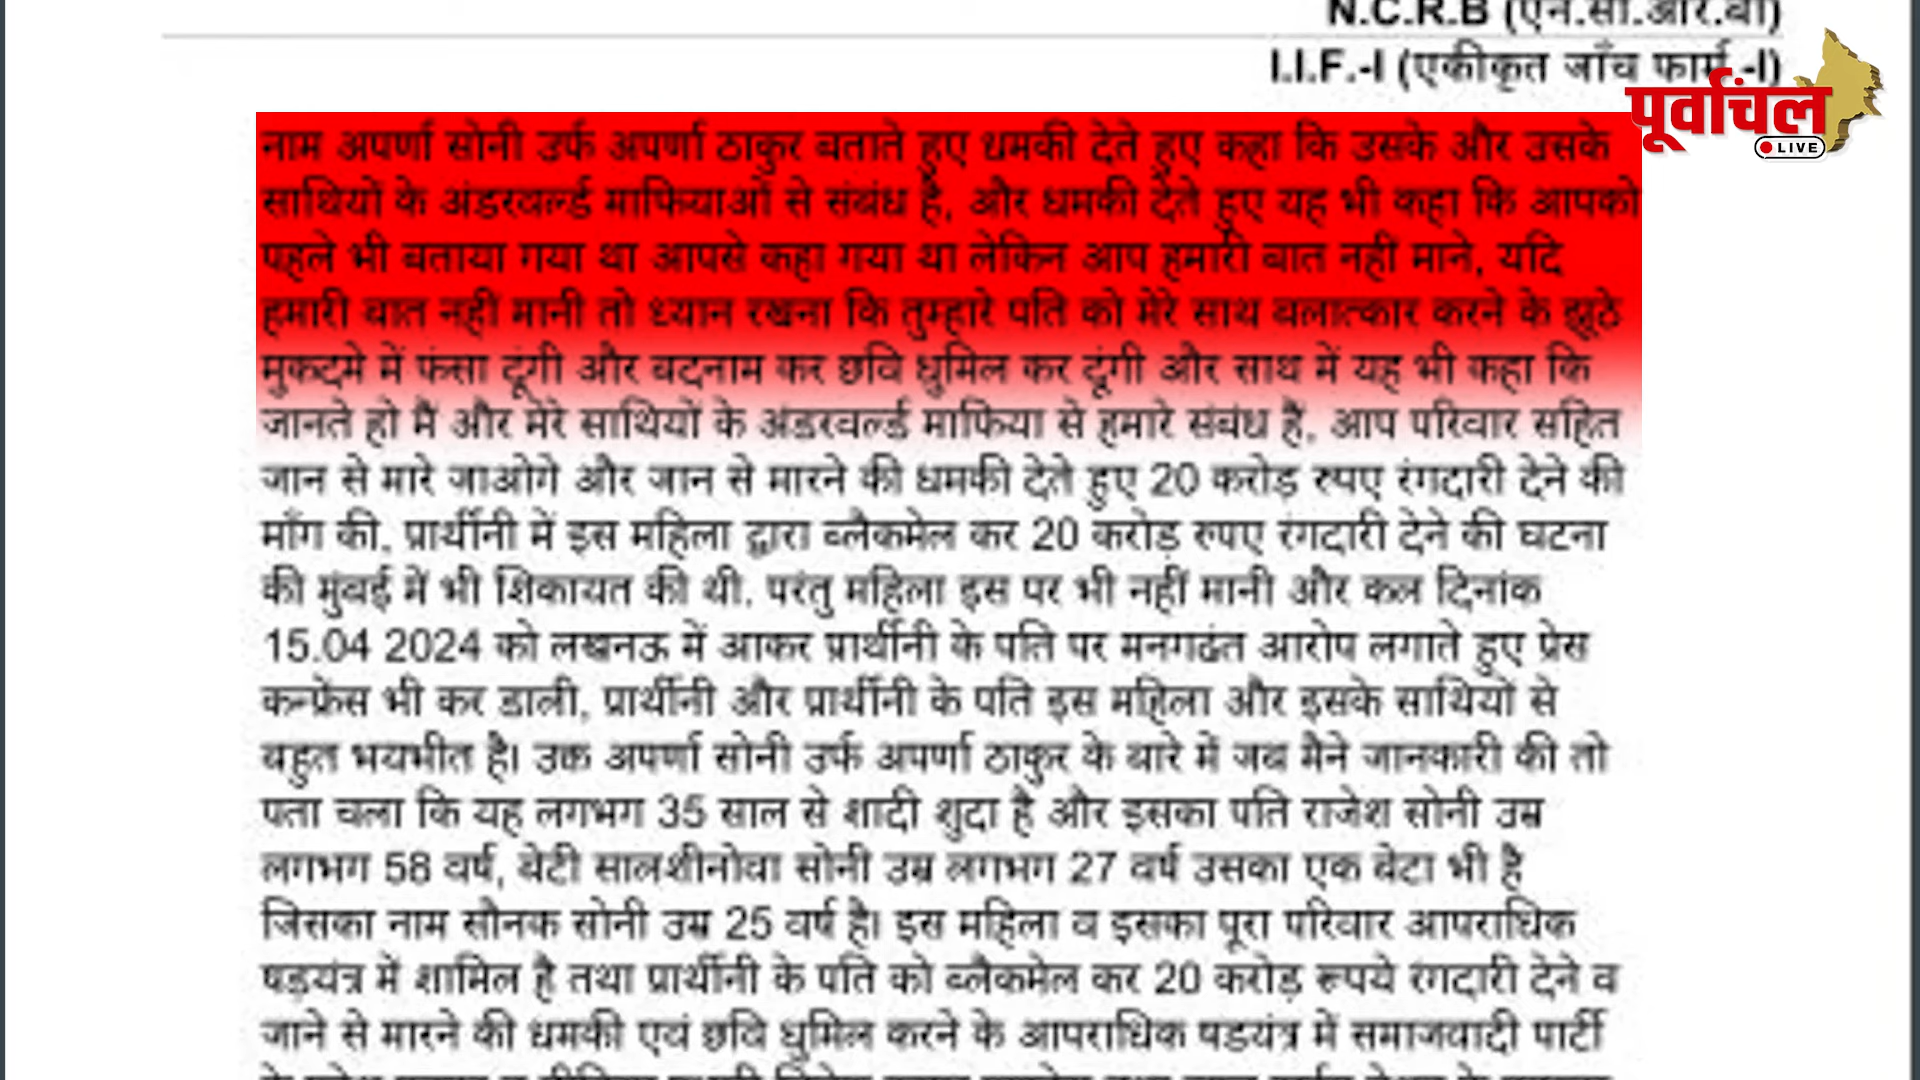 N.C.R.B (एन.सी.आर.बी)
I.I.F.-I (एकीकृत जाँच फार्म -I)
पूर्वांचल
LIVE
नाम अपर्णा सोनी उर्फ अपर्णा ठाकुर बताते हुए धमकी देते हुए कहा कि उसके और उसके
साथियों के अंडरवर्ल्ड माफियाओं से संबंध है, और धमकी देते हुए यह भी कहा कि आपको
पहले भी बताया गया था आपसे कहा गया था लेकिन आप हमारी बात नहीं माने, यदि
हमारी बात नहीं मानी तो ध्यान रखना कि तुम्हारे पति को मेरे साथ बलात्कार करने के झूठे
मुकदमे में फंसा दूंगी और बदनाम कर छवि धुमिल कर दूंगी और साथ में यह भी कहा कि
जानते हो मैं और मेरे साथियों के अंडरवर्ल्ड माफिया से हमारे संबंध हैं, आप परिवार सहित
जान से मारे जाओगे और जान से मारने की धमकी देते हुए 20 करोड़ रुपए रंगदारी देने की
माँग की, प्रार्थीनी में इस महिला द्वारा ब्लैकमेल कर 20 करोड़ रुपए रंगदारी देने की घटना
की मुंबई में भी शिकायत की थी. परंतु महिला इस पर भी नहीं मानी और कल दिनांक
15.04 2024 को लखनऊ में आकर प्रार्थीनी के पति पर मनगढंत आरोप लगाते हुए प्रेस
कन्फ्रेंस भी कर डाली, प्रार्थीनी और प्रार्थीनी के पति इस महिला और इसके साथियों से
बहुत भयभीत है। उक्त अपर्णा सोनी उर्फ अपर्णा ठाकुर के बारे में जब मैने जानकारी की तो
पता चला कि यह लगभग 35 साल से शादी शुदा है और इसका पति राजेश सोनी उम्र
लगभग 58 वर्ष, बेटी सालशीनोवा सोनी उम्र लगभग 27 वर्ष उसका एक बेटा भी है
जिसका नाम सौनक सोनी उम्र 25 वर्ष है। इस महिला व इसका पूरा परिवार आपराधिक
षड़यंत्र में शामिल है तथा प्रार्थीनी के पति को ब्लैकमेल कर 20 करोड़ रूपये रंगदारी देने व
जाने से मारने की धमकी एवं छवि धुमिल करने के आपराधिक षडयंत्र में समाजवादी पार्टी